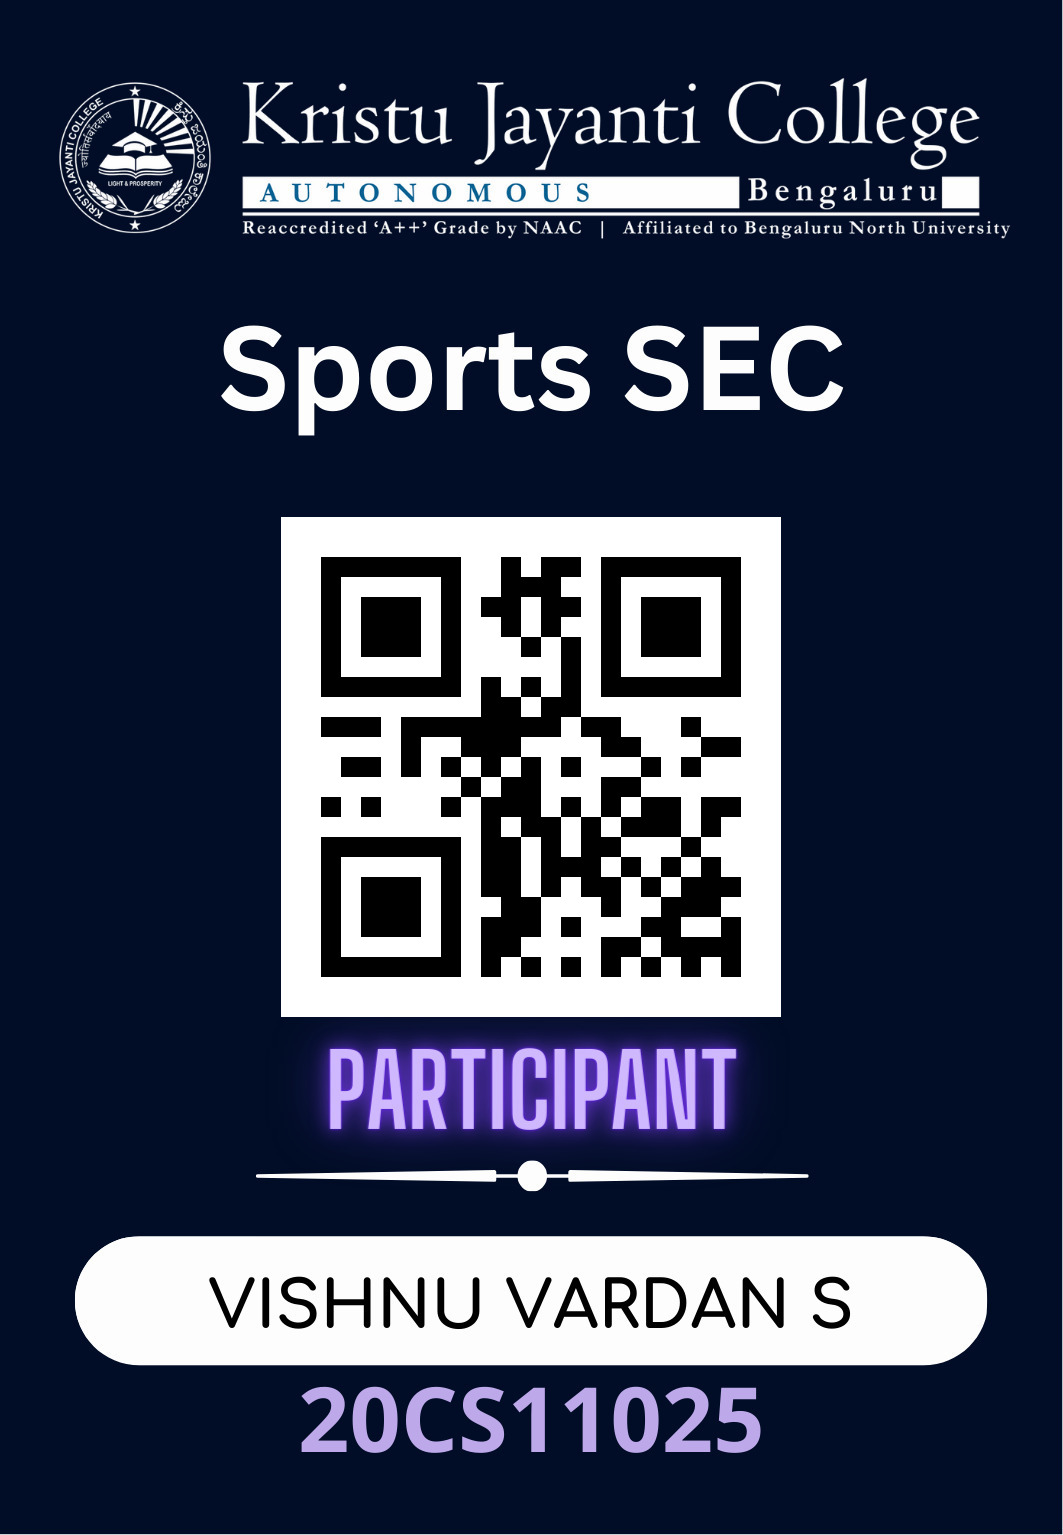 KRISTU JAYANTI COLLEGE
ज्योतिसंवादयाय
LIGHT & PROSPERITY
Kristu Jayanti College
AUTONOMOUS Bengaluru
Reaccredited ‘A++’ Grade by NAAC | Affiliated to Bengaluru North University
Sports SEC
PARTICIPANT
VISHNU VARDAN S
20CS11025